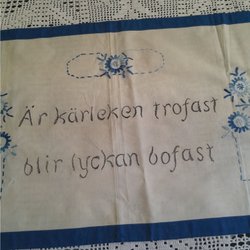 Är kärleken trofast
blir lyckan bofast